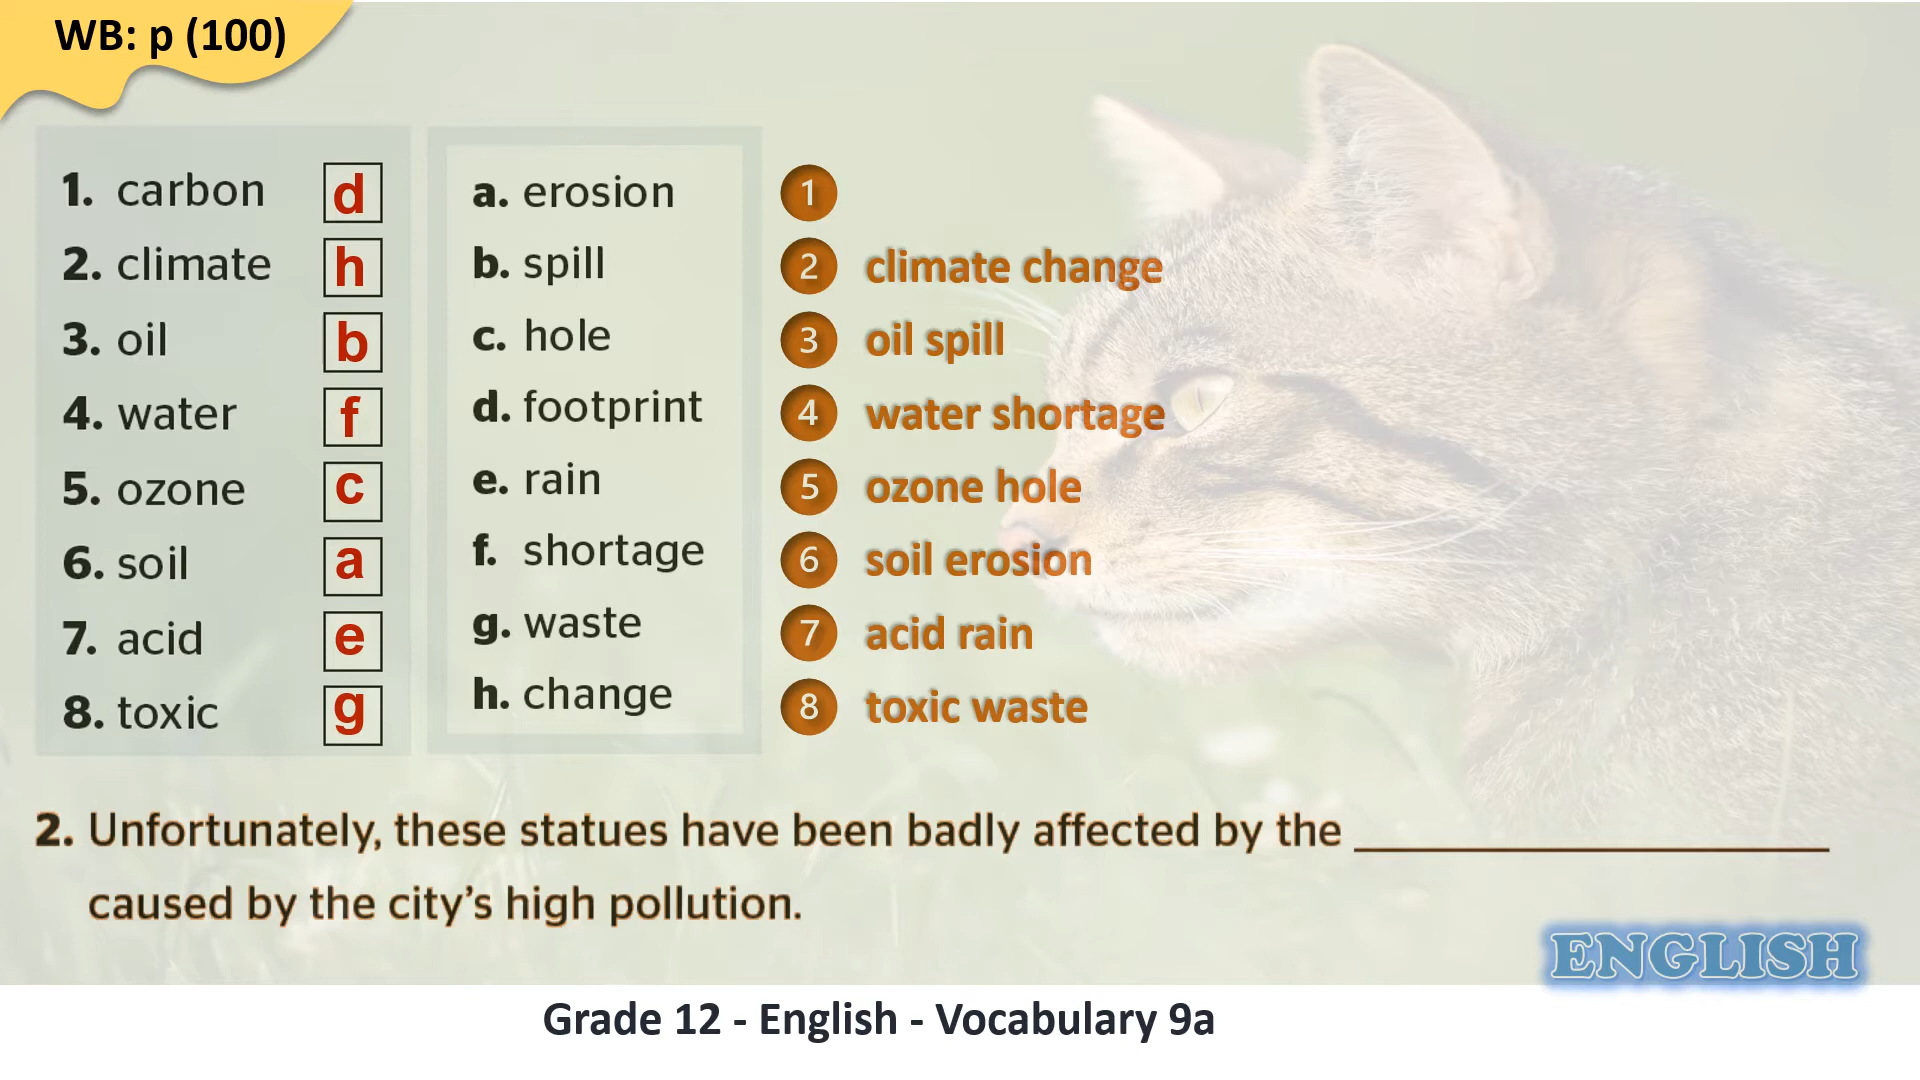 WB: p (100)
1. carbon d
2. climate h
3. oil b
4. water f
5. ozone c
6. soil a
7. acid e
8. toxic g
a. erosion
b. spill
c. hole
d. footprint
e. rain
f. shortage
g. waste
h. change
1
2 climate change
3 oil spill
4 water shortage
5 ozone hole
6 soil erosion
7 acid rain
8 toxic waste
2. Unfortunately, these statues have been badly affected by the ____________________
caused by the city’s high pollution.
ENGLISH
Grade 12 - English - Vocabulary 9a